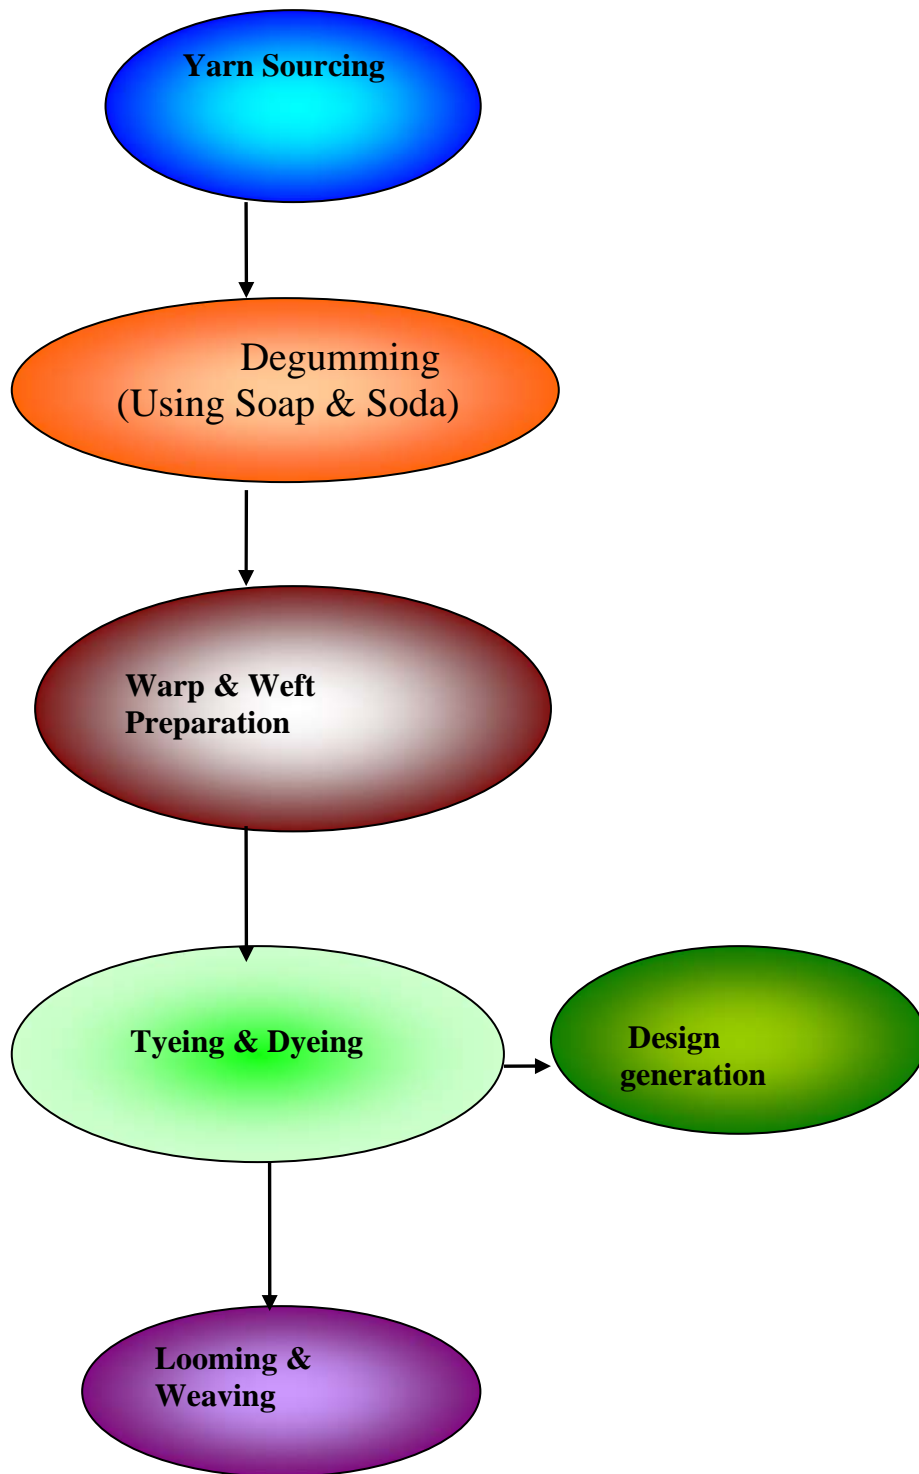 Yarn Sourcing
Degumming
(Using Soap & Soda)
Warp & Weft
Preparation
Tyeing & Dyeing
Design
generation
Looming &
Weaving